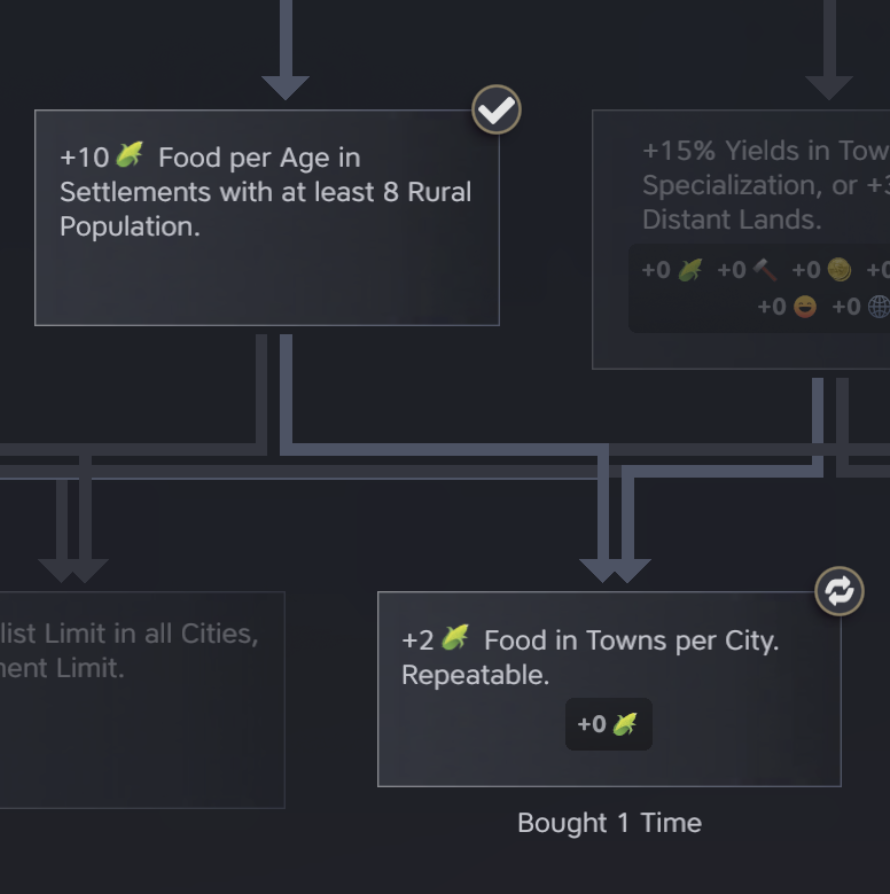 +10 Food per Age in
Settlements with at least 8 Rural
Population.
+15% Yields in Tow
Specialization, or +3
Distant Lands.
+0 +0 +0 +0
+0 +0
list Limit in all Cities,
nent Limit.
+2 Food in Towns per City.
Repeatable.
+0
Bought 1 Time